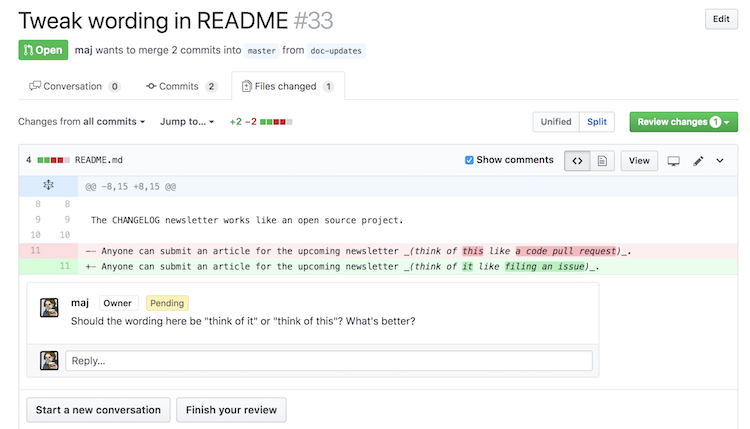 Tweak wording in README #33
Edit
Open maj wants to merge 2 commits into master from doc-updates
Conversation 0 Commits 2 Files changed 1
Changes from all commits Jump to... +2 −2 Unified Split Review changes 1
4 README.md Show comments View
@@ -8,15 +8,15 @@
8 8
9 9 The CHANGELOG newsletter works like an open source project.
10 10
11 -- Anyone can submit an article for the upcoming newsletter _(think of this like a code pull request)_.
11 +- Anyone can submit an article for the upcoming newsletter _(think of it like filing an issue)_.
maj Owner Pending
Should the wording here be "think of it" or "think of this"? What's better?
Reply...
Start a new conversation Finish your review